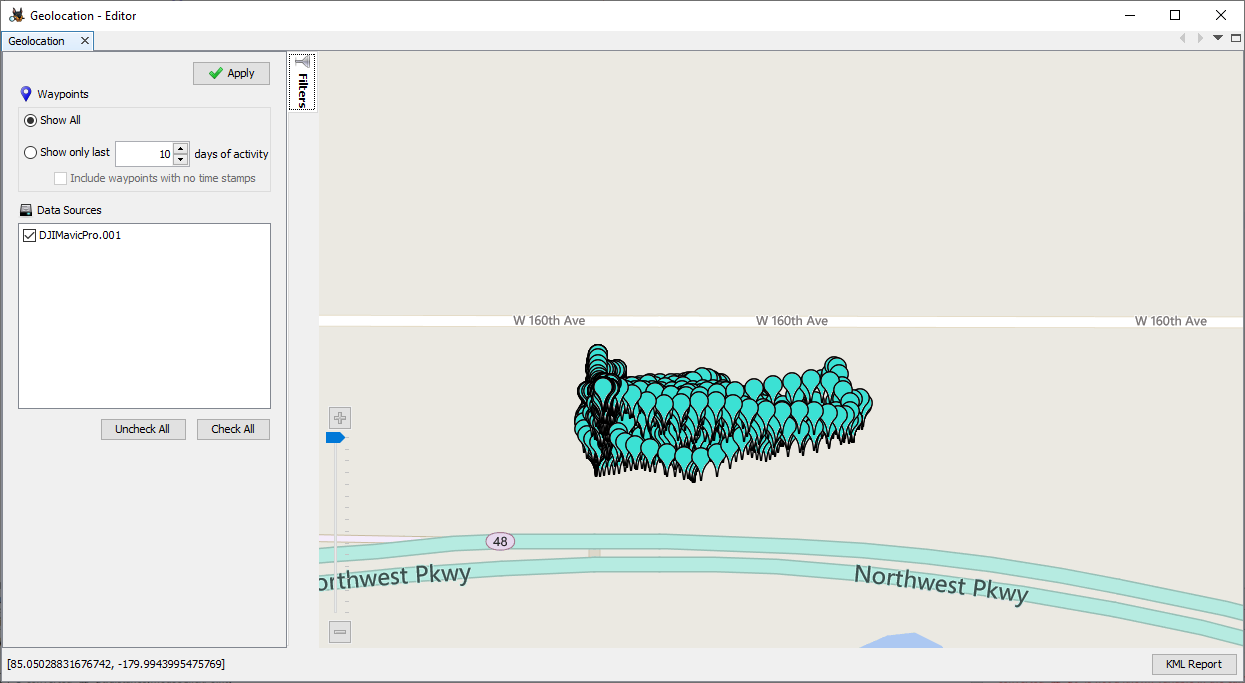 Geolocation - Editor
Geolocation
Apply
Filters
Waypoints
Show All
Show only last 10 days of activity
Include waypoints with no time stamps
Data Sources
DJIMavicPro.001
Uncheck All
Check All
W 160th Ave W 160th Ave W 160th Ave
48
orthwest Pkwy
Northwest Pkwy
[85.05028831676742, -179.9943995475769]
KML Report